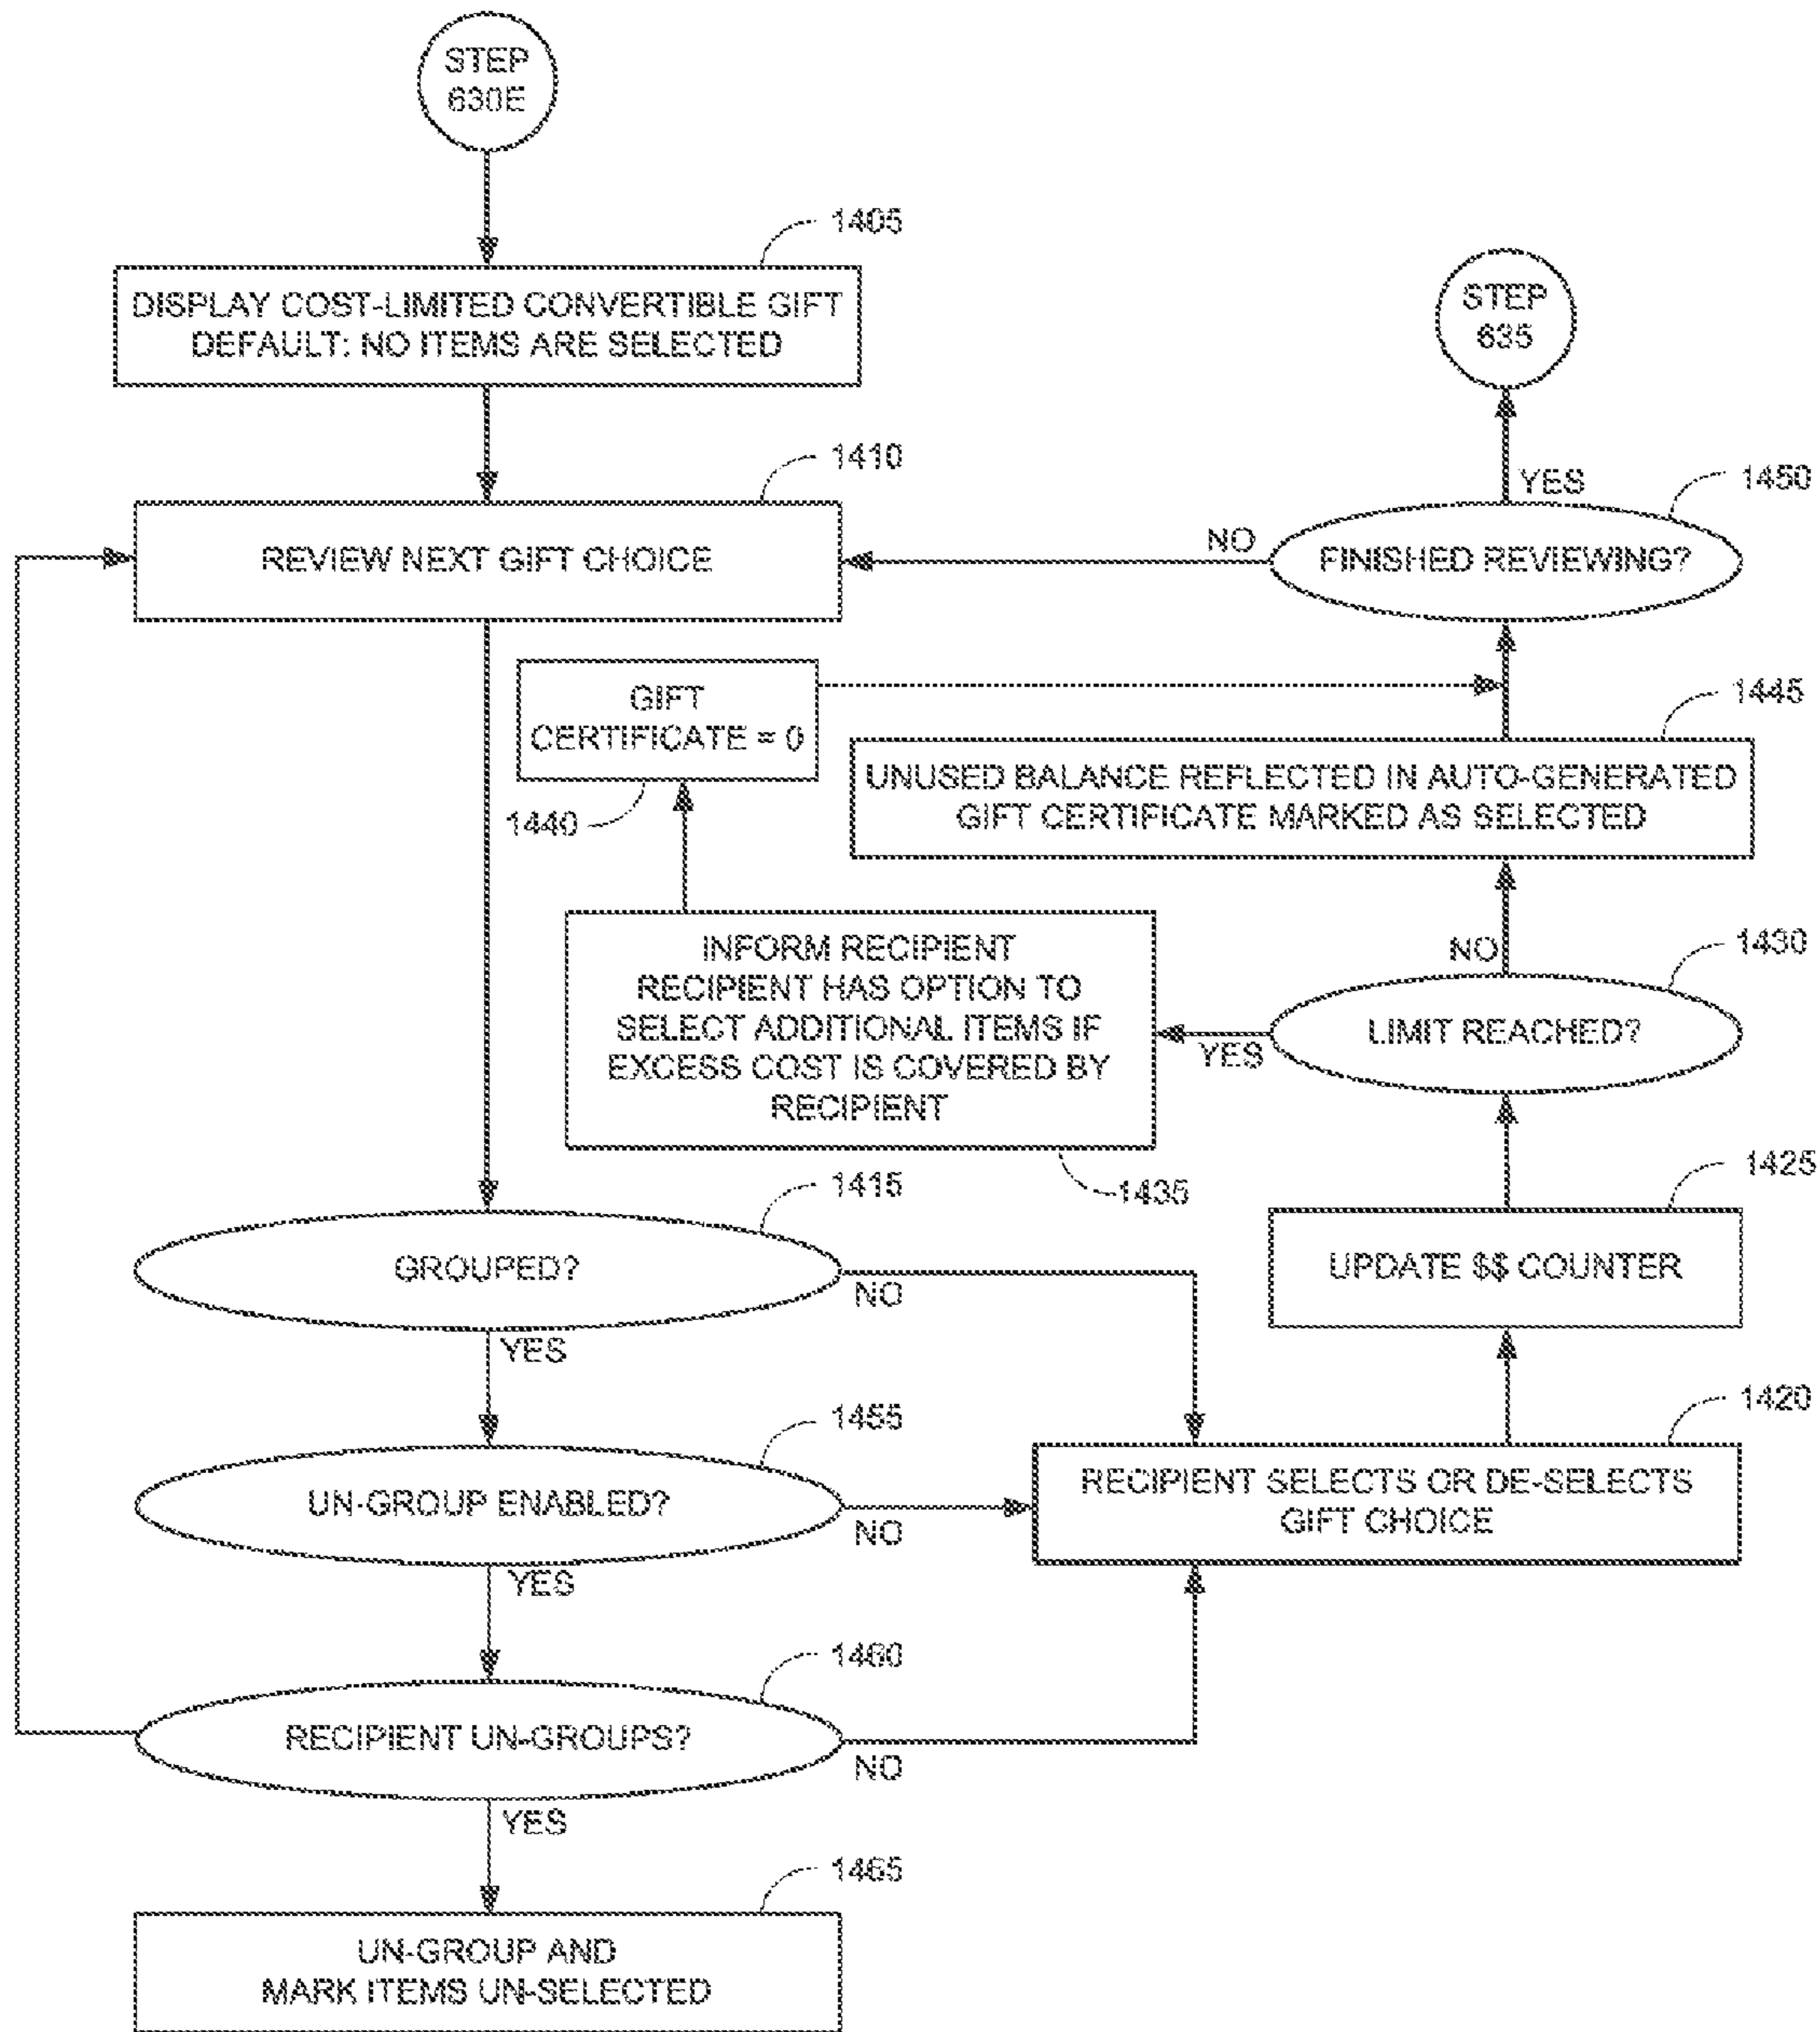 STEP
630E
1405
DISPLAY COST-LIMITED CONVERTIBLE GIFT
DEFAULT: NO ITEMS ARE SELECTED
STEP
635
1410
REVIEW NEXT GIFT CHOICE
YES
1450
NO
FINISHED REVIEWING?
GIFT
CERTIFICATE = 0
1440
1445
UNUSED BALANCE REFLECTED IN AUTO-GENERATED
GIFT CERTIFICATE MARKED AS SELECTED
INFORM RECIPIENT
RECIPIENT HAS OPTION TO
SELECT ADDITIONAL ITEMS IF
EXCESS COST IS COVERED BY
RECIPIENT
1435
NO
1430
LIMIT REACHED?
YES
1425
UPDATE $$ COUNTER
1415
GROUPED?
NO
YES
1455
UN-GROUP ENABLED?
NO
YES
1420
RECIPIENT SELECTS OR DE-SELECTS
GIFT CHOICE
1460
RECIPIENT UN-GROUPS?
NO
YES
1465
UN-GROUP AND
MARK ITEMS UN-SELECTED